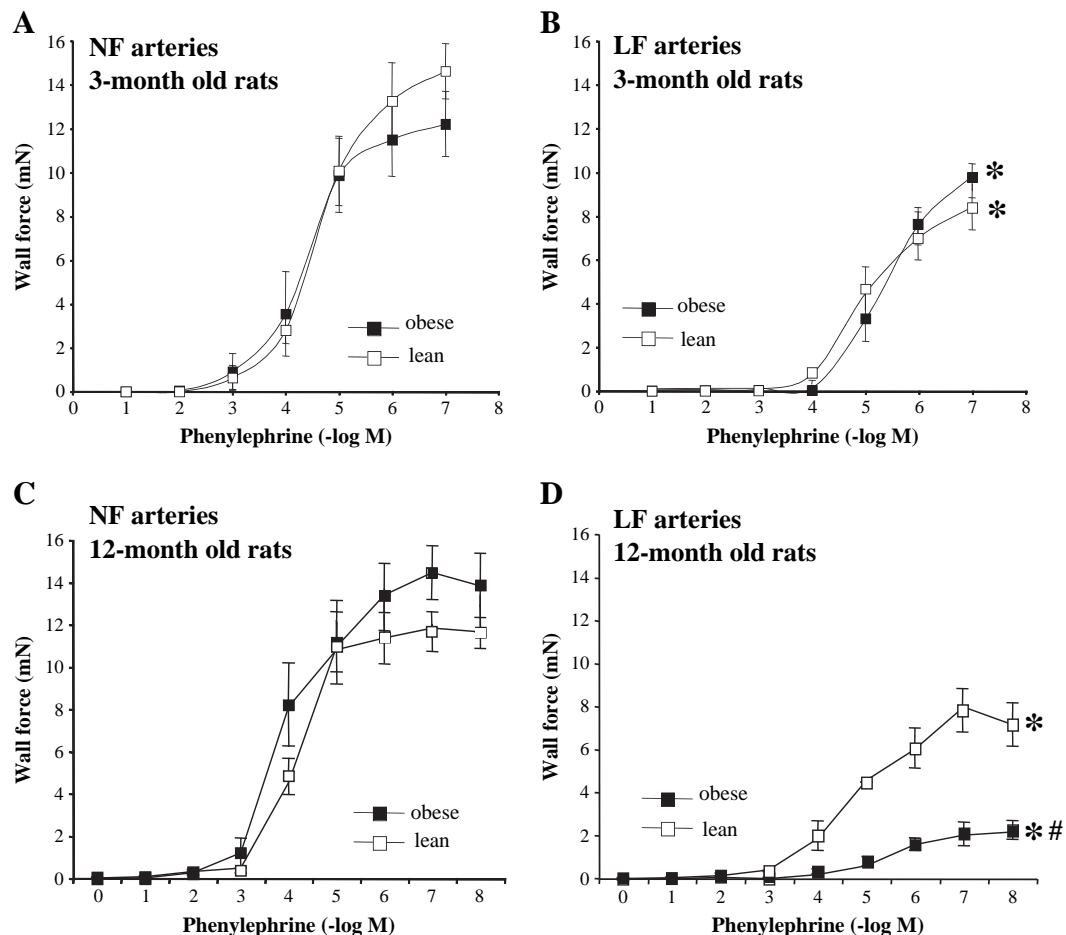 A
NF arteries
3-month old rats
16
14
12
10
8
6
4
2
0
Wall force (mN)
obese
lean
0 1 2 3 4 5 6 7 8
Phenylephrine (-log M)
B
LF arteries
3-month old rats
16
14
12
10
8
6
4
2
0
Wall force (mN)
*
*
obese
lean
0 1 2 3 4 5 6 7 8
Phenylephrine (-log M)
C
NF arteries
12-month old rats
16
14
12
10
8
6
4
2
0
Wall force (mN)
obese
lean
0 1 2 3 4 5 6 7 8
Phenylephrine (-log M)
D
LF arteries
12-month old rats
16
14
12
10
8
6
4
2
0
Wall force (mN)
*
* #
obese
lean
0 1 2 3 4 5 6 7 8
Phenylephrine (-log M)